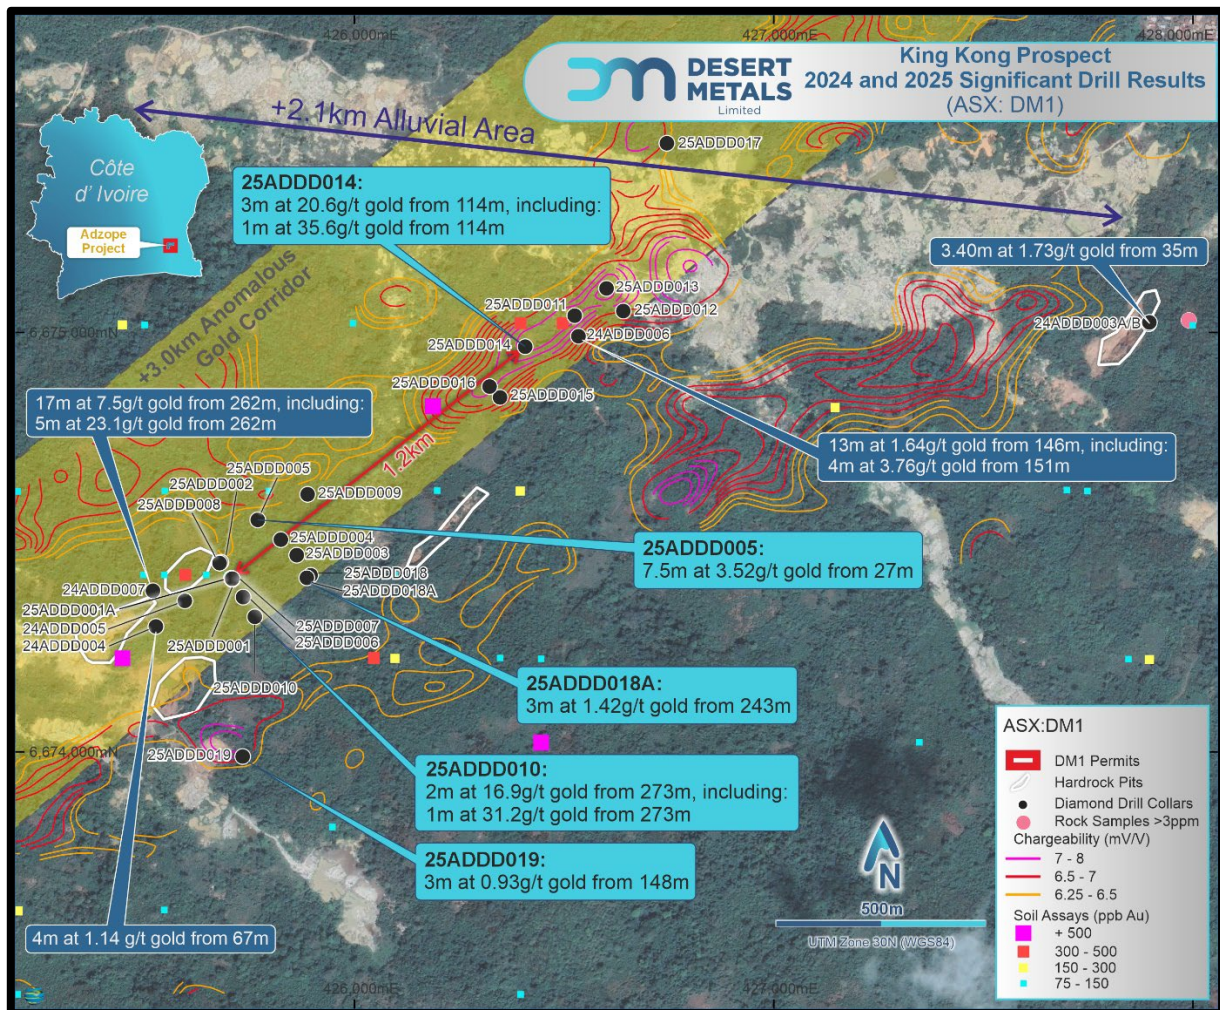 426,000mE
427,000mE
428,000mE
DM
DESERT
METALS
Limited
King Kong Prospect
2024 and 2025 Significant Drill Results
(ASX: DM1)
+2.1km Alluvial Area
Côte
d' Ivoire
Adzope
Project
25ADDD017
25ADDD014:
3m at 20.6g/t gold from 114m, including:
1m at 35.6g/t gold from 114m
3.40m at 1.73g/t gold from 35m
+3.0km Anomalous
Gold Corridor
25ADDD013
25ADDD011
25ADDD012
24ADDD003A/B
6,675,000mN
24ADDD006
25ADDD014
25ADDD016
25ADDD015
17m at 7.5g/t gold from 262m, including:
5m at 23.1g/t gold from 262m
1.2km
13m at 1.64g/t gold from 146m, including:
4m at 3.76g/t gold from 151m
25ADDD005
25ADDD002
25ADDD008
25ADDD009
25ADDD004
25ADDD003
25ADDD005:
7.5m at 3.52g/t gold from 27m
25ADDD018
25ADDD018A
24ADDD007
25ADDD001A
24ADDD005
24ADDD004
25ADDD007
25ADDD006
25ADDD001
25ADDD010
25ADDD018A:
3m at 1.42g/t gold from 243m
6,674,000mN
25ADDD019
25ADDD010:
2m at 16.9g/t gold from 273m, including:
1m at 31.2g/t gold from 273m
25ADDD019:
3m at 0.93g/t gold from 148m
4m at 1.14 g/t gold from 67m
N
500m
UTM Zone 30N (WGS84)
ASX:DM1
DM1 Permits
Hardrock Pits
Diamond Drill Collars
Rock Samples >3ppm
Chargeability (mV/V)
7 - 8
6.5 - 7
6.25 - 6.5
Soil Assays (ppb Au)
+ 500
300 - 500
150 - 300
75 - 150
426,000mE
427,000mE